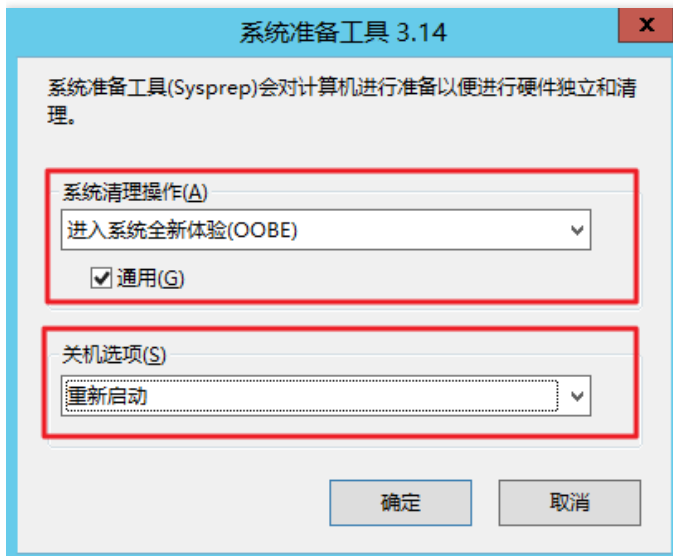 系统准备工具 3.14
x
系统准备工具(Sysprep)会对计算机进行准备以便进行硬件独立和清
理。
系统清理操作(A)
进入系统全新体验(OOBE)
通用(G)
关机选项(S)
重新启动
确定
取消